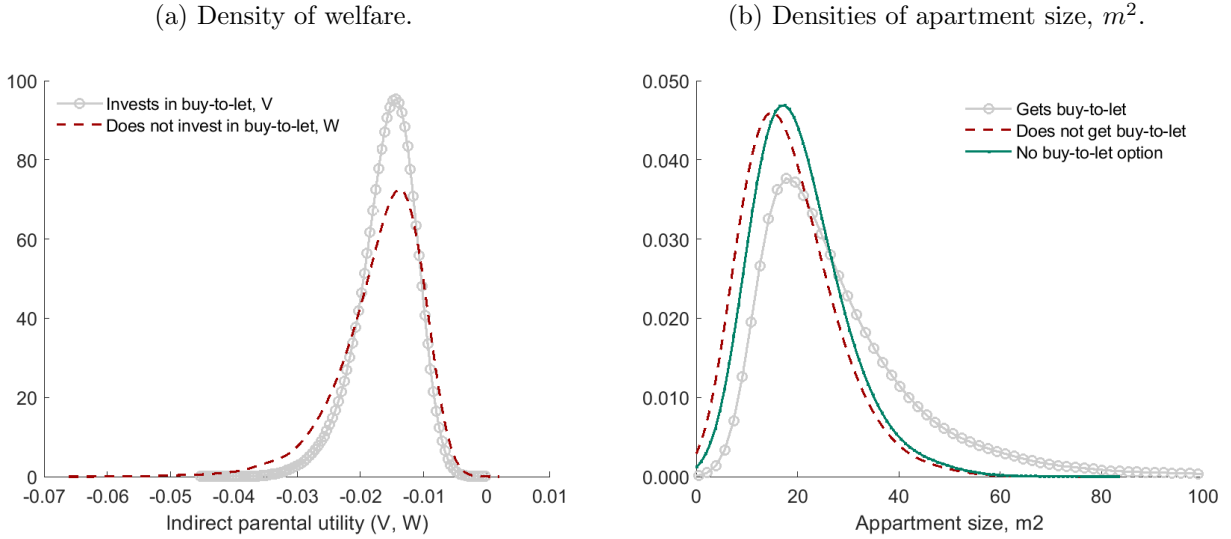 (a) Density of welfare.
100
80
60
40
20
0
-0.07 -0.06 -0.05 -0.04 -0.03 -0.02 -0.01 0 0.01
Indirect parental utility (V, W)
Invests in buy-to-let, V
Does not invest in buy-to-let, W
(b) Densities of apartment size, m².
0.050
0.040
0.030
0.020
0.010
0.000
0 20 40 60 80 100
Appartment size, m2
Gets buy-to-let
Does not get buy-to-let
No buy-to-let option